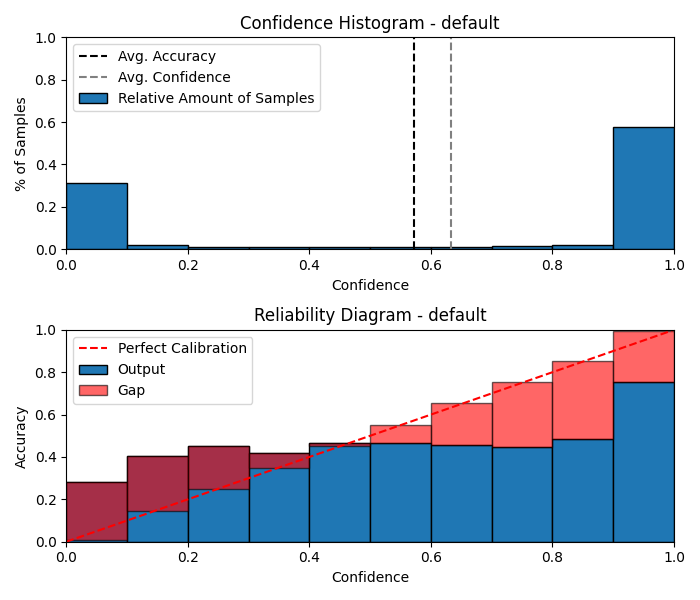 Confidence Histogram - default
1.0
0.8
0.6
0.4
0.2
0.0
% of Samples
Avg. Accuracy
Avg. Confidence
Relative Amount of Samples
0.0 0.2 0.4 0.6 0.8 1.0
Confidence
Reliability Diagram - default
1.0
0.8
0.6
0.4
0.2
0.0
Accuracy
Perfect Calibration
Output
Gap
0.0 0.2 0.4 0.6 0.8 1.0
Confidence